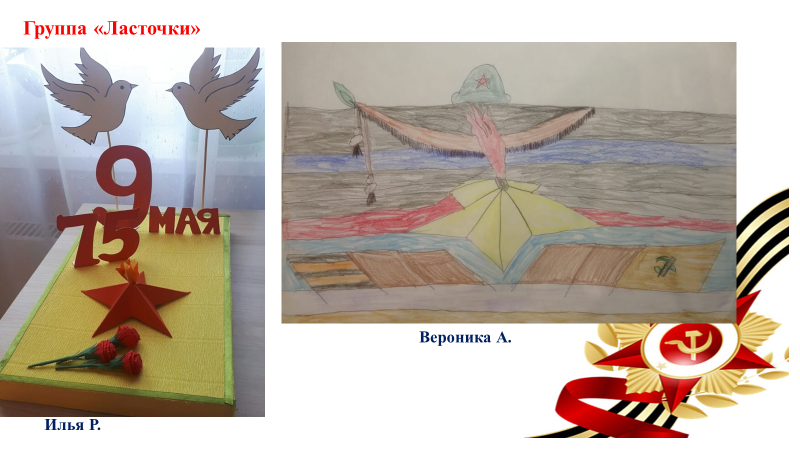 Группа «Ласточки»
9
75 МАЯ
Вероника А.
Илья Р.